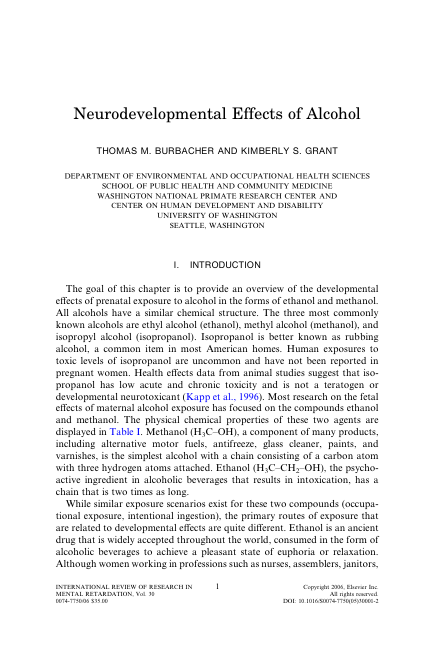 Neurodevelopmental Effects of Alcohol
THOMAS M. BURBACHER AND KIMBERLY S. GRANT
DEPARTMENT OF ENVIRONMENTAL AND OCCUPATIONAL HEALTH SCIENCES
SCHOOL OF PUBLIC HEALTH AND COMMUNITY MEDICINE
WASHINGTON NATIONAL PRIMATE RESEARCH CENTER AND
CENTER ON HUMAN DEVELOPMENT AND DISABILITY
UNIVERSITY OF WASHINGTON
SEATTLE, WASHINGTON
I. INTRODUCTION
The goal of this chapter is to provide an overview of the developmental
effects of prenatal exposure to alcohol in the forms of ethanol and methanol.
All alcohols have a similar chemical structure. The three most commonly
known alcohols are ethyl alcohol (ethanol), methyl alcohol (methanol), and
isopropyl alcohol (isopropanol). Isopropanol is better known as rubbing
alcohol, a common item in most American homes. Human exposures to
toxic levels of isopropanol are uncommon and have not been reported in
pregnant women. Health effects data from animal studies suggest that iso-
propanol has low acute and chronic toxicity and is not a teratogen or
developmental neurotoxicant (Kapp et al., 1996). Most research on the fetal
effects of maternal alcohol exposure has focused on the compounds ethanol
and methanol. The physical chemical properties of these two agents are
displayed in Table I. Methanol (H₃C–OH), a component of many products,
including alternative motor fuels, antifreeze, glass cleaner, paints, and
varnishes, is the simplest alcohol with a chain consisting of a carbon atom
with three hydrogen atoms attached. Ethanol (H₃C–CH₂–OH), the psycho-
active ingredient in alcoholic beverages that results in intoxication, has a
chain that is two times as long.
While similar exposure scenarios exist for these two compounds (occupa-
tional exposure, intentional ingestion), the primary routes of exposure that
are related to developmental effects are quite different. Ethanol is an ancient
drug that is widely accepted throughout the world, consumed in the form of
alcoholic beverages to achieve a pleasant state of euphoria or relaxation.
Although women working in professions such as nurses, assemblers, janitors,
INTERNATIONAL REVIEW OF RESEARCH IN
MENTAL RETARDATION, Vol. 30
0074-7750/06 $35.00
1
Copyright 2006, Elsevier Inc.
All rights reserved.
DOI: 10.1016/S0074-7750(05)30001-2